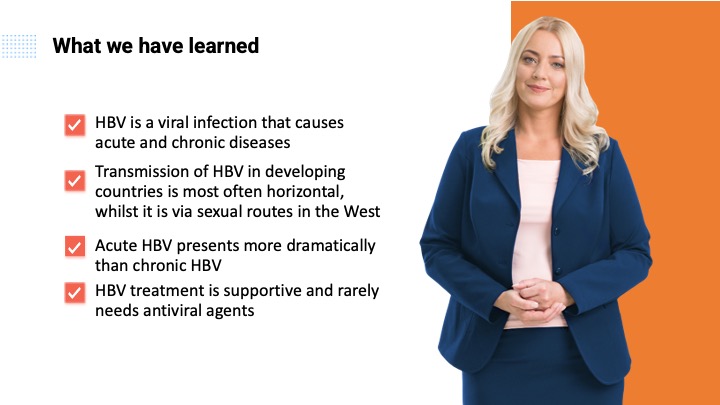 What we have learned
HBV is a viral infection that causes
acute and chronic diseases
Transmission of HBV in developing
countries is most often horizontal,
whilst it is via sexual routes in the West
Acute HBV presents more dramatically
than chronic HBV
HBV treatment is supportive and rarely
needs antiviral agents